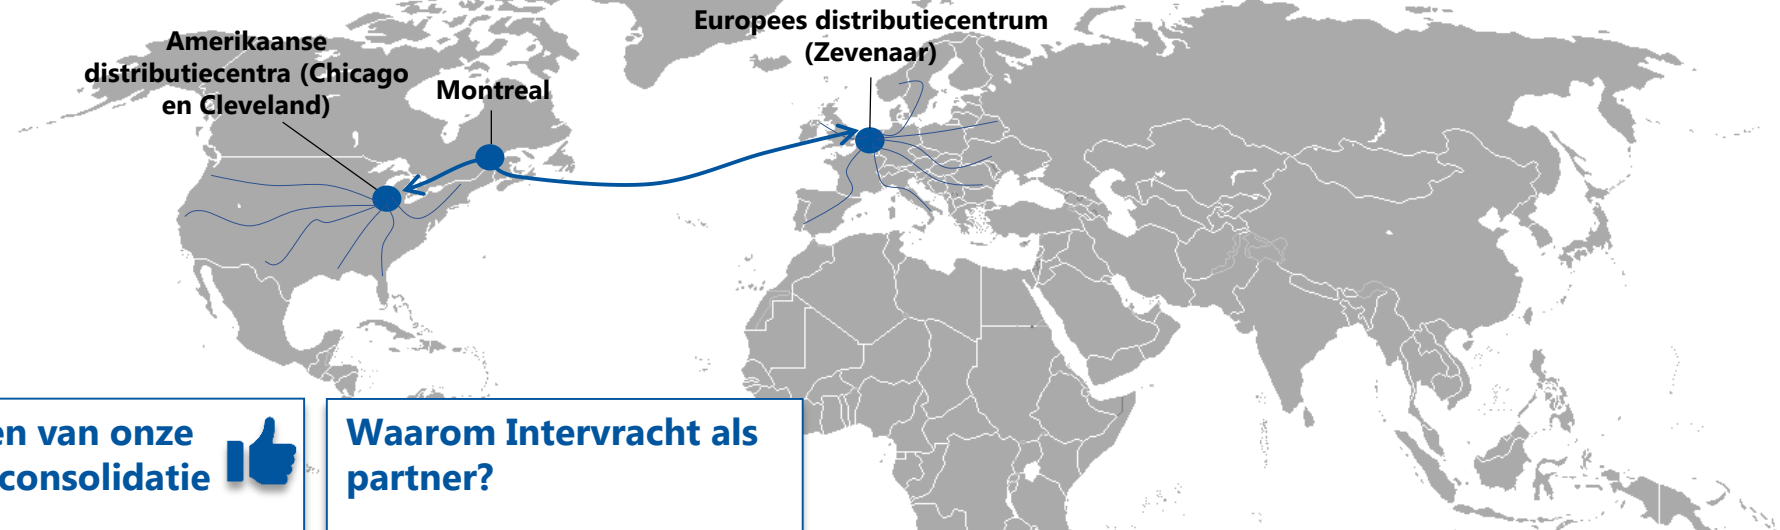 Europees distributiecentrum
(Zevenaar)
Amerikaanse
distributiecentra (Chicago
en Cleveland)
Montreal
en van onze
consolidatie
Waarom Intervracht als
partner?